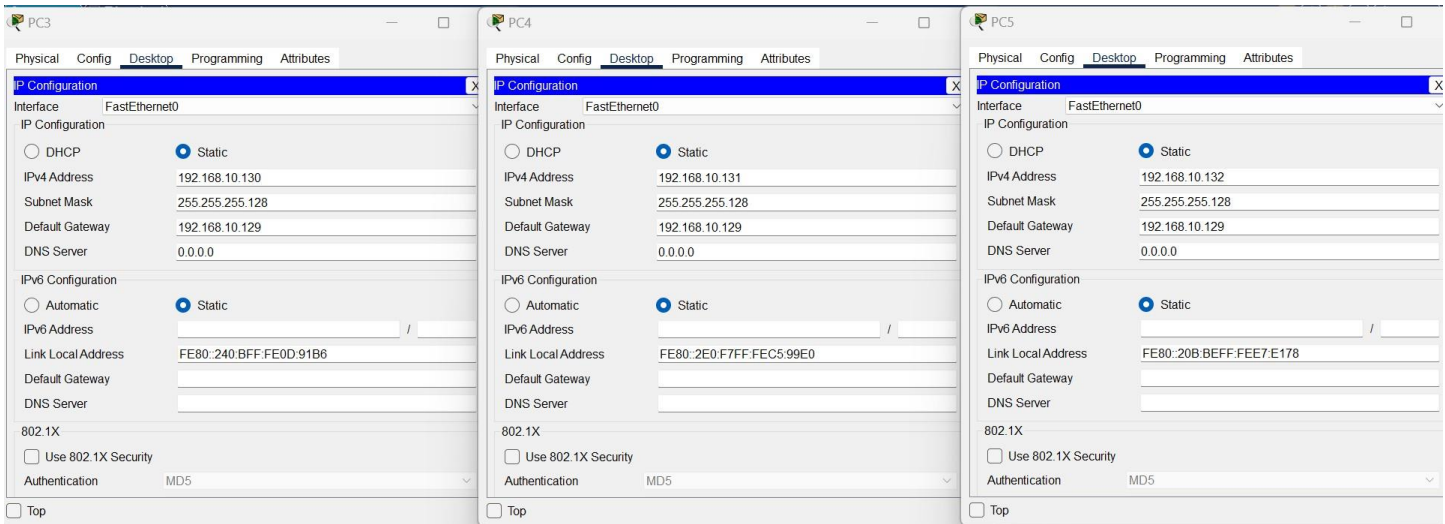 PC3
Physical Config Desktop Programming Attributes
IP Configuration X
Interface FastEthernet0
IP Configuration
DHCP Static
IPv4 Address 192.168.10.130
Subnet Mask 255.255.255.128
Default Gateway 192.168.10.129
DNS Server 0.0.0.0
IPv6 Configuration
Automatic Static
IPv6 Address /
Link Local Address FE80::240:BFF:FE0D:91B6
Default Gateway
DNS Server
802.1X
Use 802.1X Security
Authentication MD5
Top
PC4
Physical Config Desktop Programming Attributes
IP Configuration X
Interface FastEthernet0
IP Configuration
DHCP Static
IPv4 Address 192.168.10.131
Subnet Mask 255.255.255.128
Default Gateway 192.168.10.129
DNS Server 0.0.0.0
IPv6 Configuration
Automatic Static
IPv6 Address /
Link Local Address FE80::2E0:F7FF:FEC5:99E0
Default Gateway
DNS Server
802.1X
Use 802.1X Security
Authentication MD5
Top
PC5
Physical Config Desktop Programming Attributes
IP Configuration X
Interface FastEthernet0
IP Configuration
DHCP Static
IPv4 Address 192.168.10.132
Subnet Mask 255.255.255.128
Default Gateway 192.168.10.129
DNS Server 0.0.0.0
IPv6 Configuration
Automatic Static
IPv6 Address /
Link Local Address FE80::20B:BEFF:FEE7:E178
Default Gateway
DNS Server
802.1X
Use 802.1X Security
Authentication MD5
Top